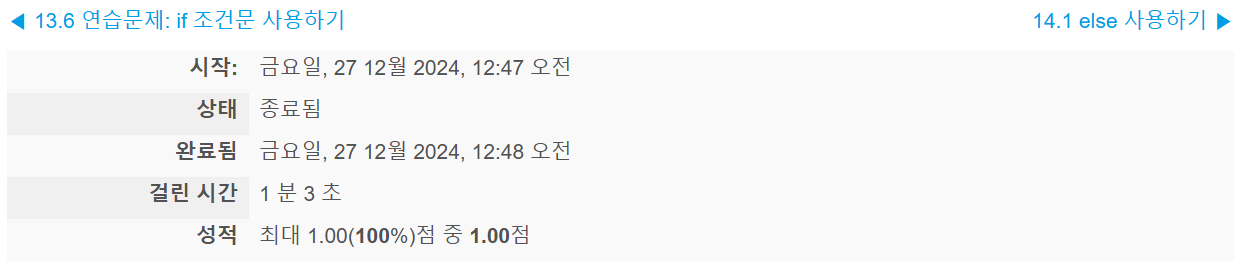 ◀ 13.6 연습문제: if 조건문 사용하기
14.1 else 사용하기 ▶
시작: 금요일, 27 12월 2024, 12:47 오전
상태 종료됨
완료됨 금요일, 27 12월 2024, 12:48 오전
걸린 시간 1 분 3 초
성적 최대 1.00(100%)점 중 1.00점